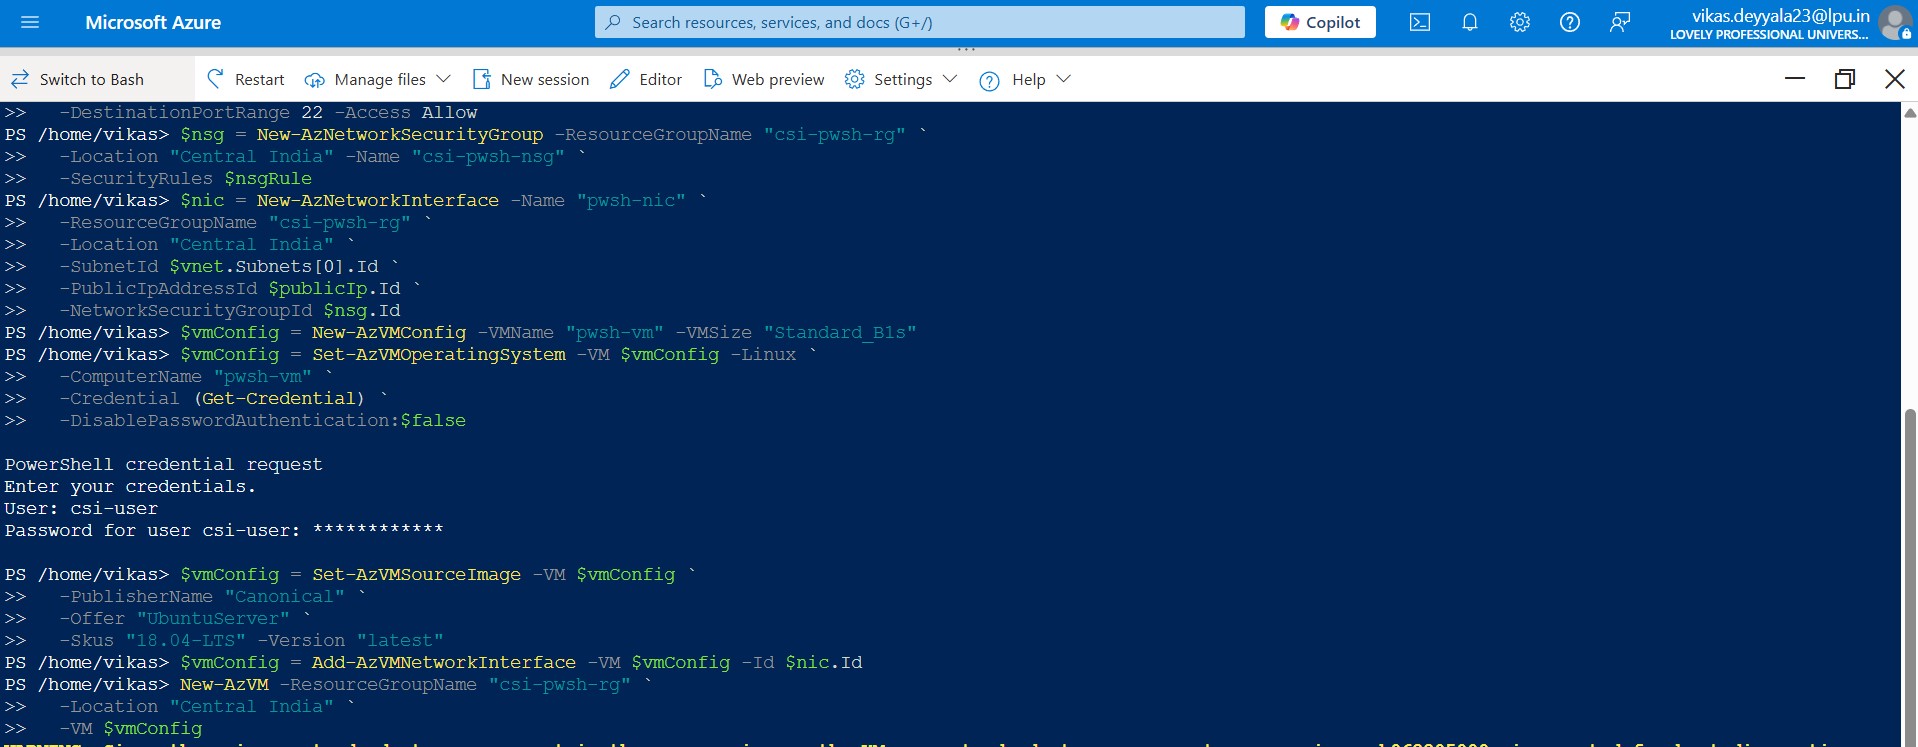 Microsoft Azure
Search resources, services, and docs (G+/)
Copilot
vikas.deyyala23@lpu.in
LOVELY PROFESSIONAL UNIVERS...
Switch to Bash
Restart
Manage files
New session
Editor
Web preview
Settings
Help
>>   -DestinationPortRange 22 -Access Allow
PS /home/vikas> $nsg = New-AzNetworkSecurityGroup -ResourceGroupName "csi-pwsh-rg" `
>>   -Location "Central India" -Name "csi-pwsh-nsg" `
>>   -SecurityRules $nsgRule
PS /home/vikas> $nic = New-AzNetworkInterface -Name "pwsh-nic" `
>>   -ResourceGroupName "csi-pwsh-rg" `
>>   -Location "Central India" `
>>   -SubnetId $vnet.Subnets[0].Id `
>>   -PublicIpAddressId $publicIp.Id `
>>   -NetworkSecurityGroupId $nsg.Id
PS /home/vikas> $vmConfig = New-AzVMConfig -VMName "pwsh-vm" -VMSize "Standard_B1s"
PS /home/vikas> $vmConfig = Set-AzVMOperatingSystem -VM $vmConfig -Linux `
>>   -ComputerName "pwsh-vm" `
>>   -Credential (Get-Credential) `
>>   -DisablePasswordAuthentication:$false
PowerShell credential request
Enter your credentials.
User: csi-user
Password for user csi-user: ************
PS /home/vikas> $vmConfig = Set-AzVMSourceImage -VM $vmConfig `
>>   -PublisherName "Canonical" `
>>   -Offer "UbuntuServer" `
>>   -Skus "18.04-LTS" -Version "latest"
PS /home/vikas> $vmConfig = Add-AzVMNetworkInterface -VM $vmConfig -Id $nic.Id
PS /home/vikas> New-AzVM -ResourceGroupName "csi-pwsh-rg" `
>>   -Location "Central India" `
>>   -VM $vmConfig